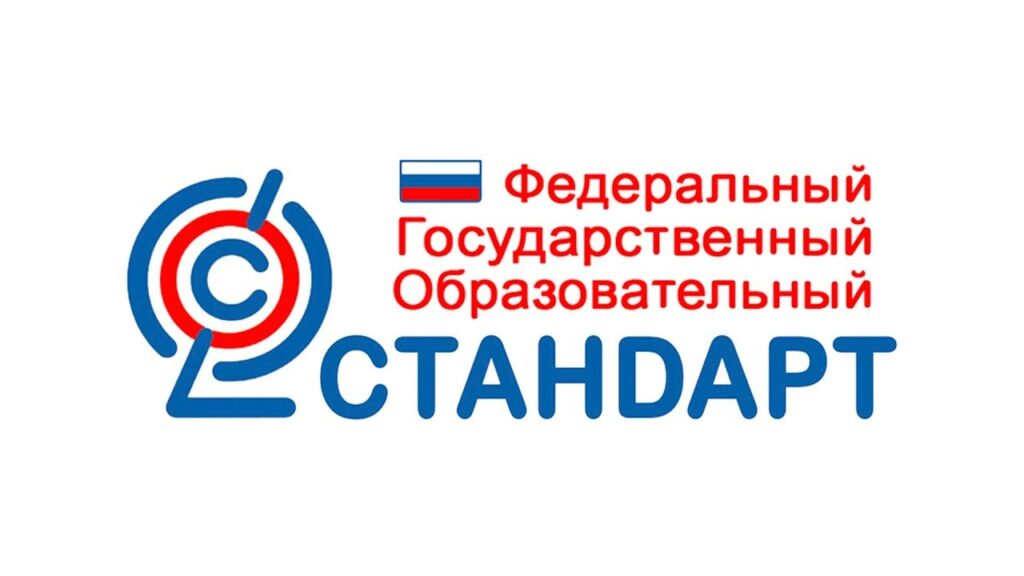 Федеральный
Государственный
Образовательный
СТАНDАРТ